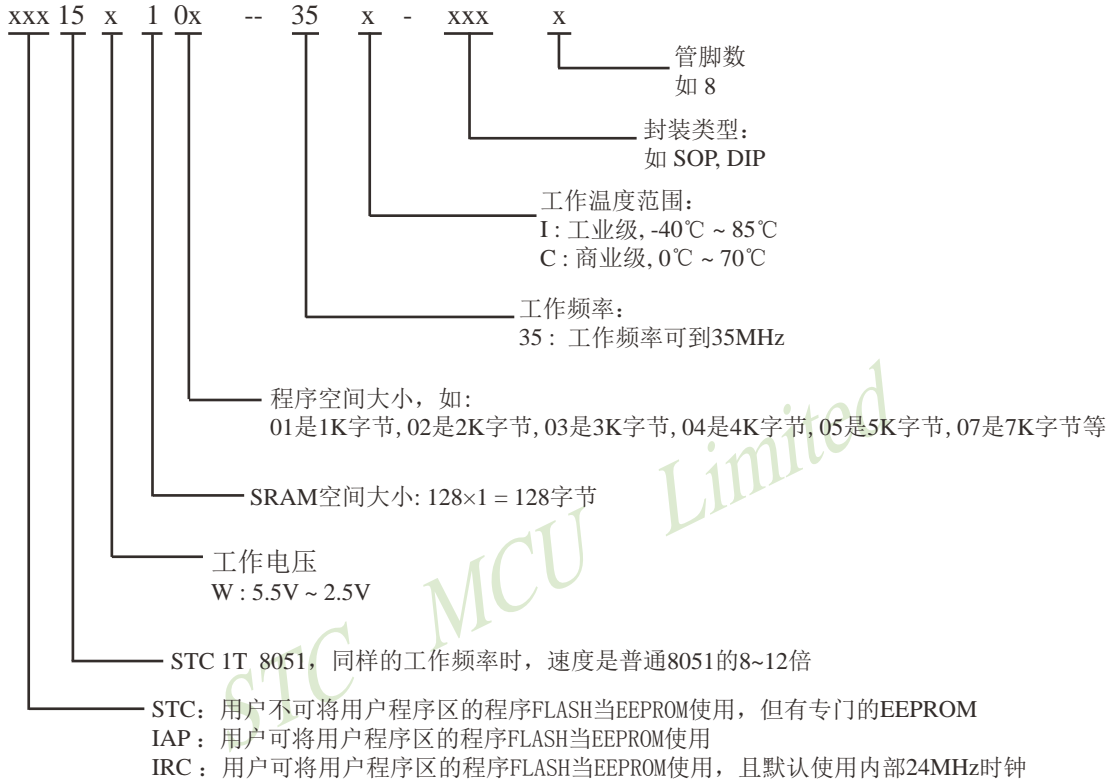 xxx 15 x 1 0x -- 35 x - xxx x
管脚数
如 8
封装类型：
如 SOP, DIP
工作温度范围：
I : 工业级, -40℃ ~ 85℃
C : 商业级, 0℃ ~ 70℃
工作频率：
35 : 工作频率可到35MHz
程序空间大小，如:
01是1K字节, 02是2K字节, 03是3K字节, 04是4K字节, 05是5K字节, 07是7K字节等
SRAM空间大小: 128×1 = 128字节
工作电压
W : 5.5V ~ 2.5V
STC 1T 8051，同样的工作频率时，速度是普通8051的8~12倍
STC：用户不可将用户程序区的程序FLASH当EEPROM使用，但有专门的EEPROM
IAP：用户可将用户程序区的程序FLASH当EEPROM使用
IRC：用户可将用户程序区的程序FLASH当EEPROM使用，且默认使用内部24MHz时钟
STC MCU Limited